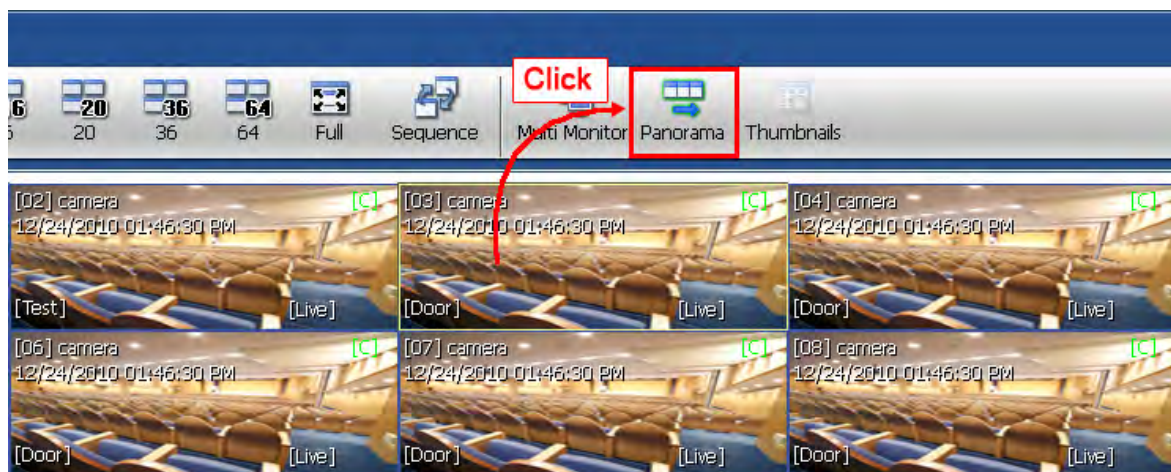 Click
6 20 36 64
6 20 36 64 Full Sequence Multi Monitor Panorama Thumbnails
[02] camera [C] [03] camera [C] [04] camera [C]
12/24/2010 01:46:30 PM 12/24/2010 01:46:30 PM 12/24/2010 01:46:30 PM
[Test] [Live] [Door] [Live] [Door] [Live]
[06] camera [C] [07] camera [C] [08] camera [C]
12/24/2010 01:46:30 PM 12/24/2010 01:46:30 PM 12/24/2010 01:46:30 PM
[Door] [Live] [Door] [Live] [Door] [Live]